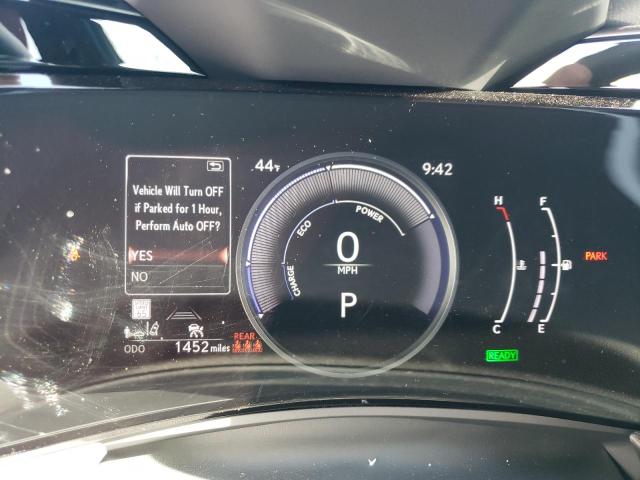 44°F
9:42
Vehicle Will Turn OFF
if Parked for 1 Hour,
Perform Auto OFF?
YES
NO
CHARGE
ECO
POWER
0
MPH
P
H
C
F
E
PARK
READY
REAR
ODO 1452 miles